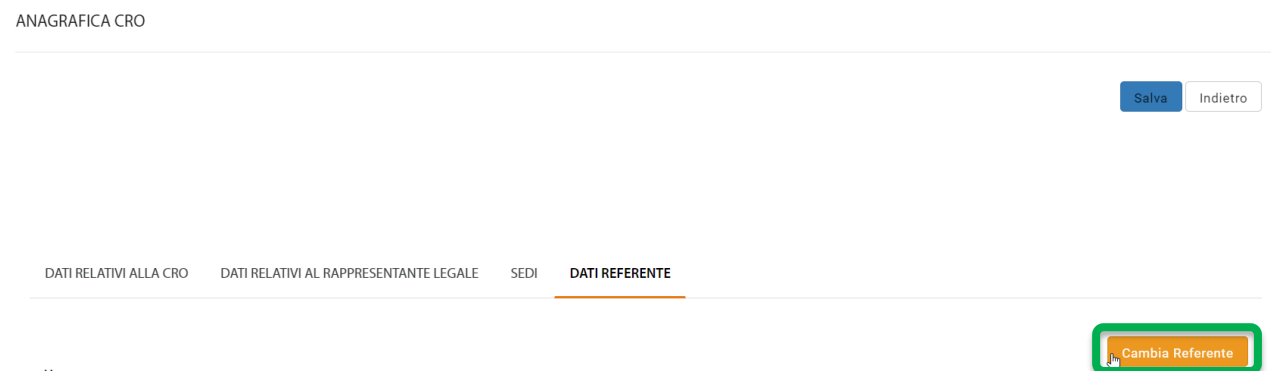 ANAGRAFICA CRO
Salva Indietro
DATI RELATIVI ALLA CRO DATI RELATIVI AL RAPPRESENTANTE LEGALE SEDI DATI REFERENTE
Cambia Referente